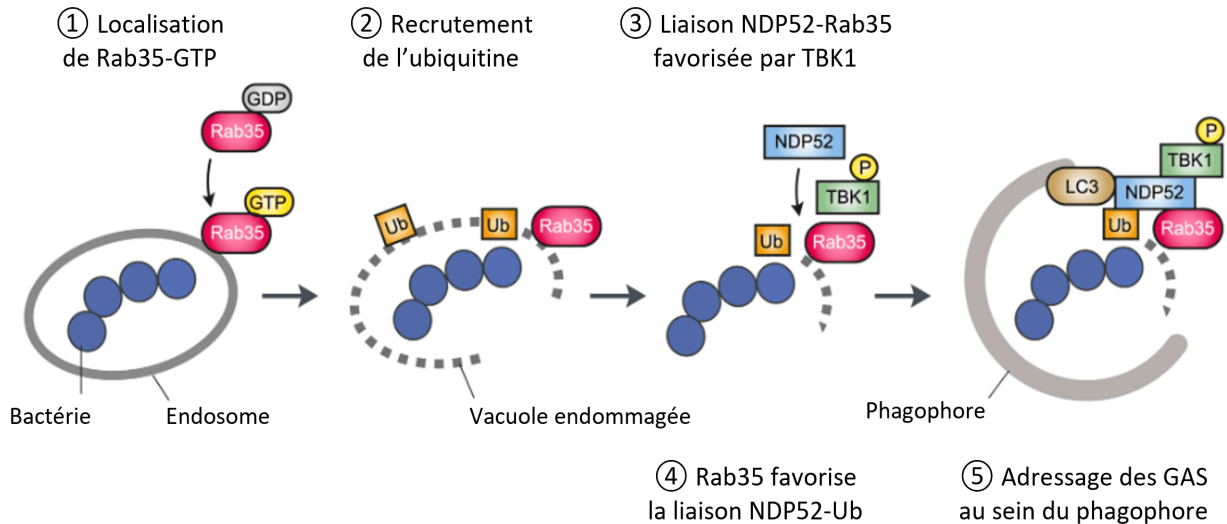 ① Localisation
de Rab35-GTP
② Recrutement
de l’ubiquitine
③ Liaison NDP52-Rab35
favorisée par TBK1
GDP
Rab35
GTP
Rab35
Bactérie
Endosome
Ub
Ub
Rab35
Vacuole endommagée
NDP52
P
TBK1
Ub
Rab35
P
TBK1
LC3
NDP52
Ub
Rab35
Phagophore
④ Rab35 favorise
la liaison NDP52-Ub
⑤ Adressage des GAS
au sein du phagophore